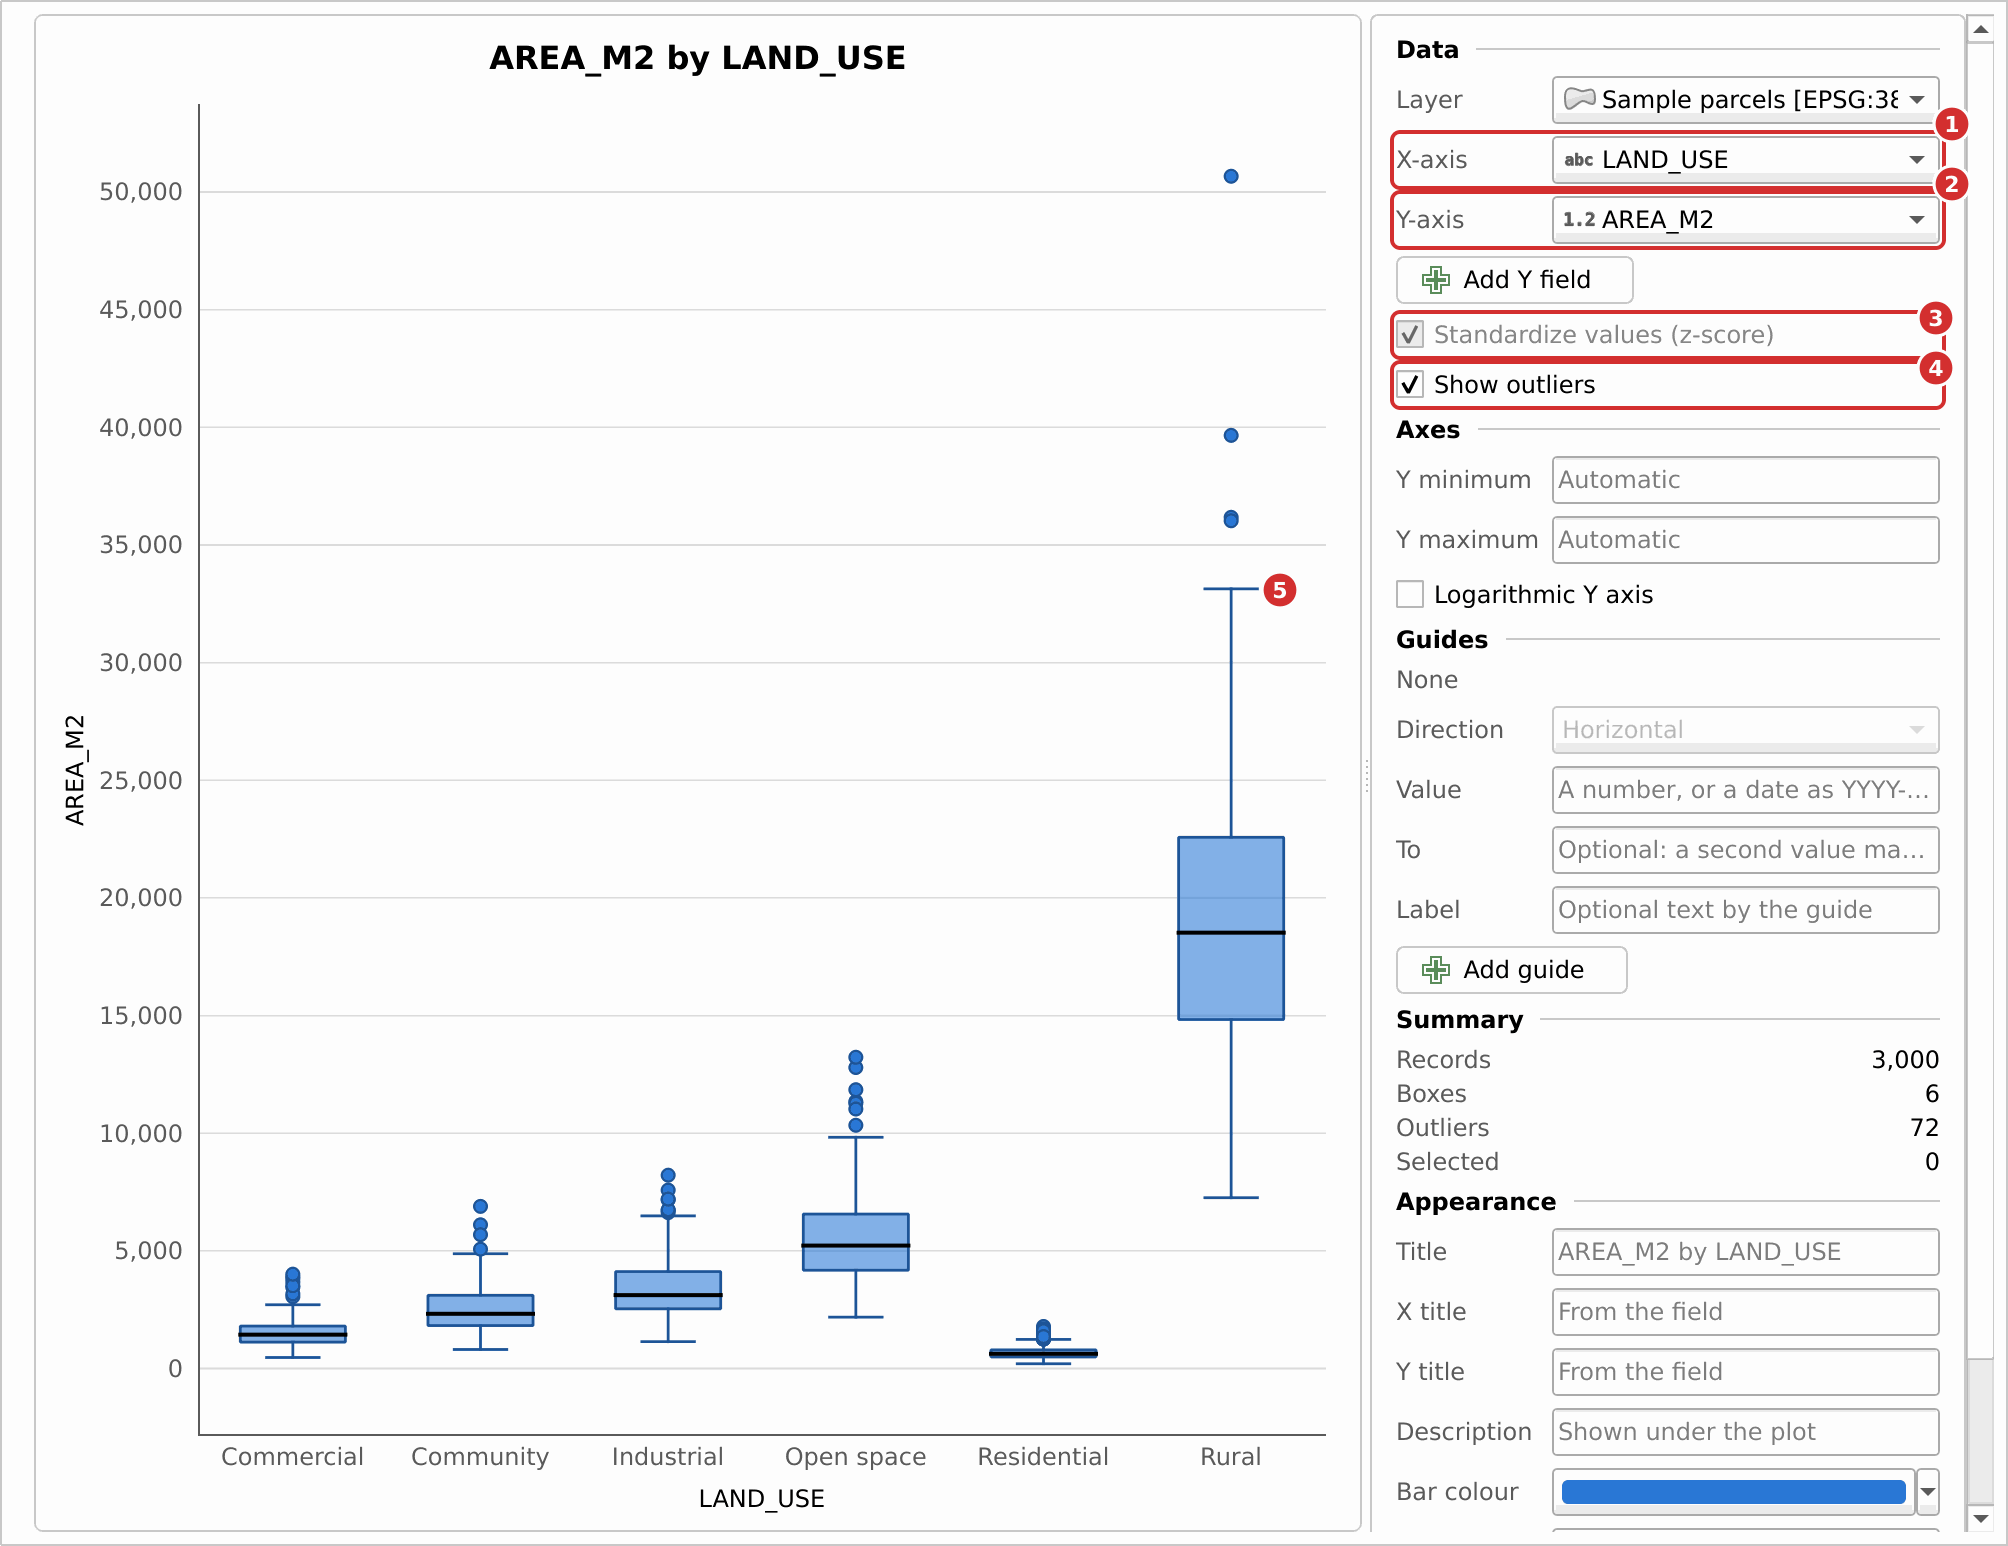 AREA_M2 by LAND_USE
50,000
45,000
40,000
35,000
30,000
25,000
20,000
15,000
10,000
5,000
0
AREA_M2
5
Commercial Community Industrial Open space Residential Rural
LAND_USE
Data
Layer Sample parcels [EPSG:38
1
X-axis abc LAND_USE
2
Y-axis 1.2 AREA_M2
Add Y field
3
Standardize values (z-score)
4
Show outliers
Axes
Y minimum Automatic
Y maximum Automatic
Logarithmic Y axis
Guides
None
Direction Horizontal
Value A number, or a date as YYYY-...
To Optional: a second value ma...
Label Optional text by the guide
Add guide
Summary
Records 3,000
Boxes 6
Outliers 72
Selected 0
Appearance
Title AREA_M2 by LAND_USE
X title From the field
Y title From the field
Description Shown under the plot
Bar colour